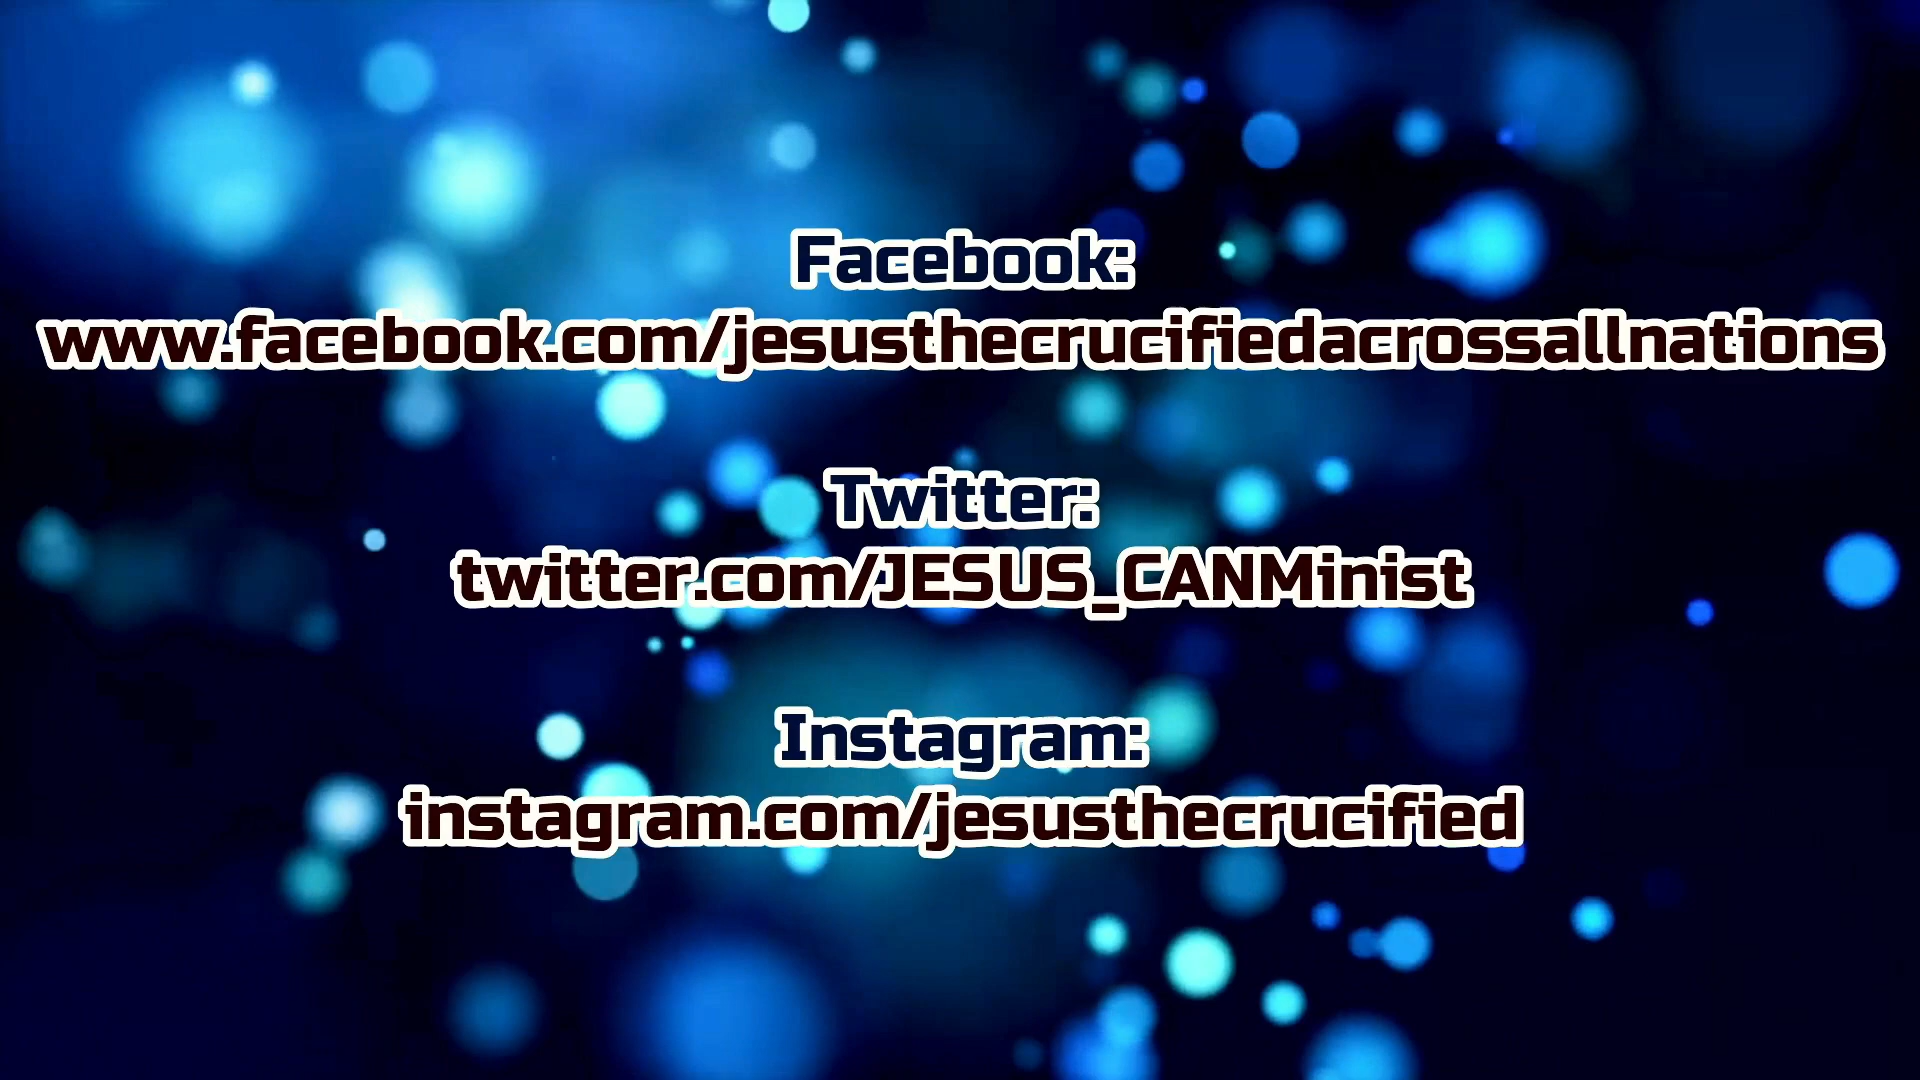 Facebook:
www.facebook.com/jesusthecrucifiedacrossallnations
Twitter:
twitter.com/JESUS_CANMinist
Instagram:
instagram.com/jesusthecrucified